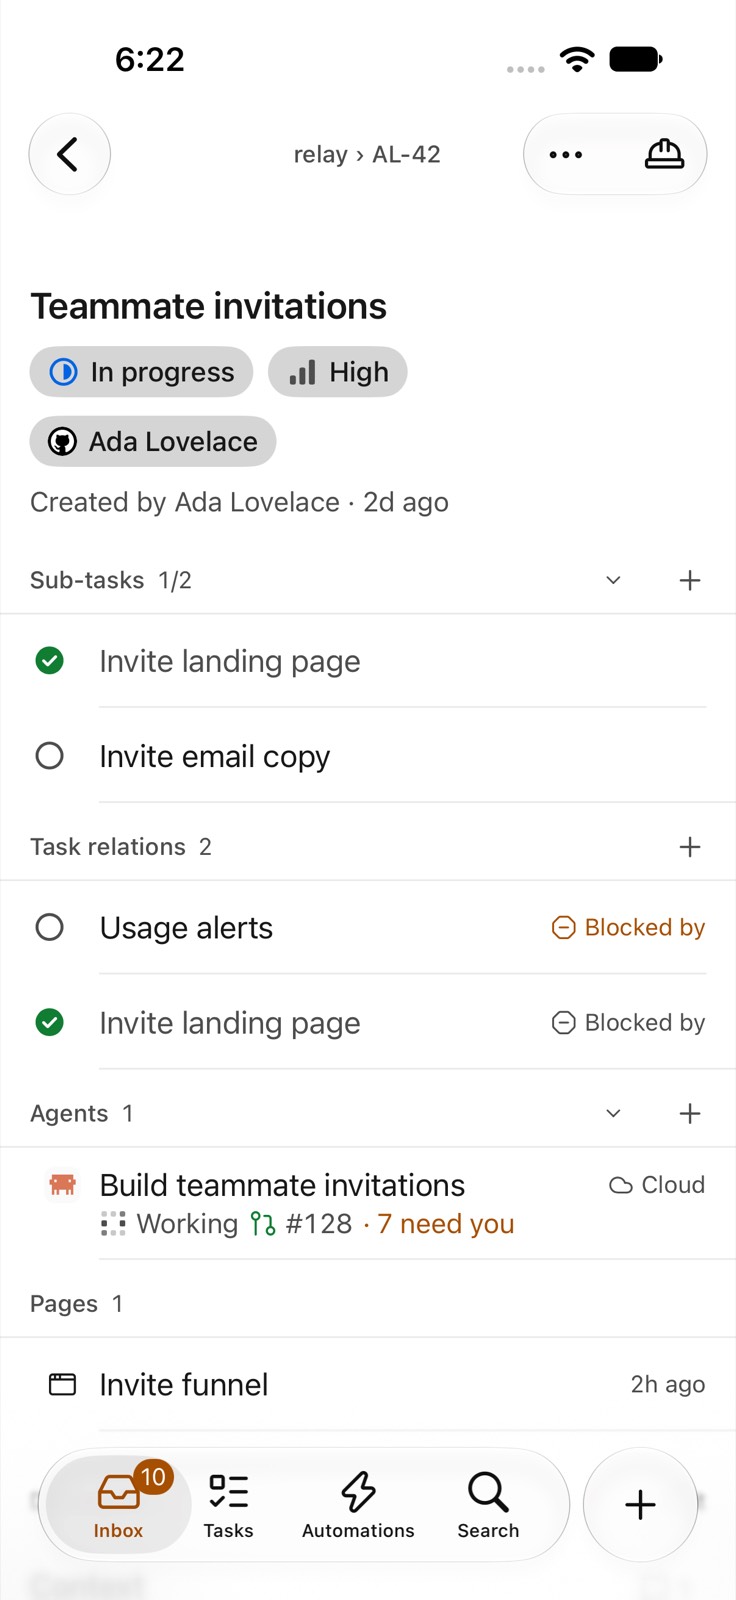 6:22
relay › AL-42
Teammate invitations
In progress
High
Ada Lovelace
Created by Ada Lovelace · 2d ago
Sub-tasks 1/2
Invite landing page
Invite email copy
Task relations 2
Usage alerts
Blocked by
Invite landing page
Blocked by
Agents 1
Build teammate invitations
Cloud
Working #128 · 7 need you
Pages 1
Invite funnel
2h ago
10
Inbox
Tasks
Automations
Search
Context